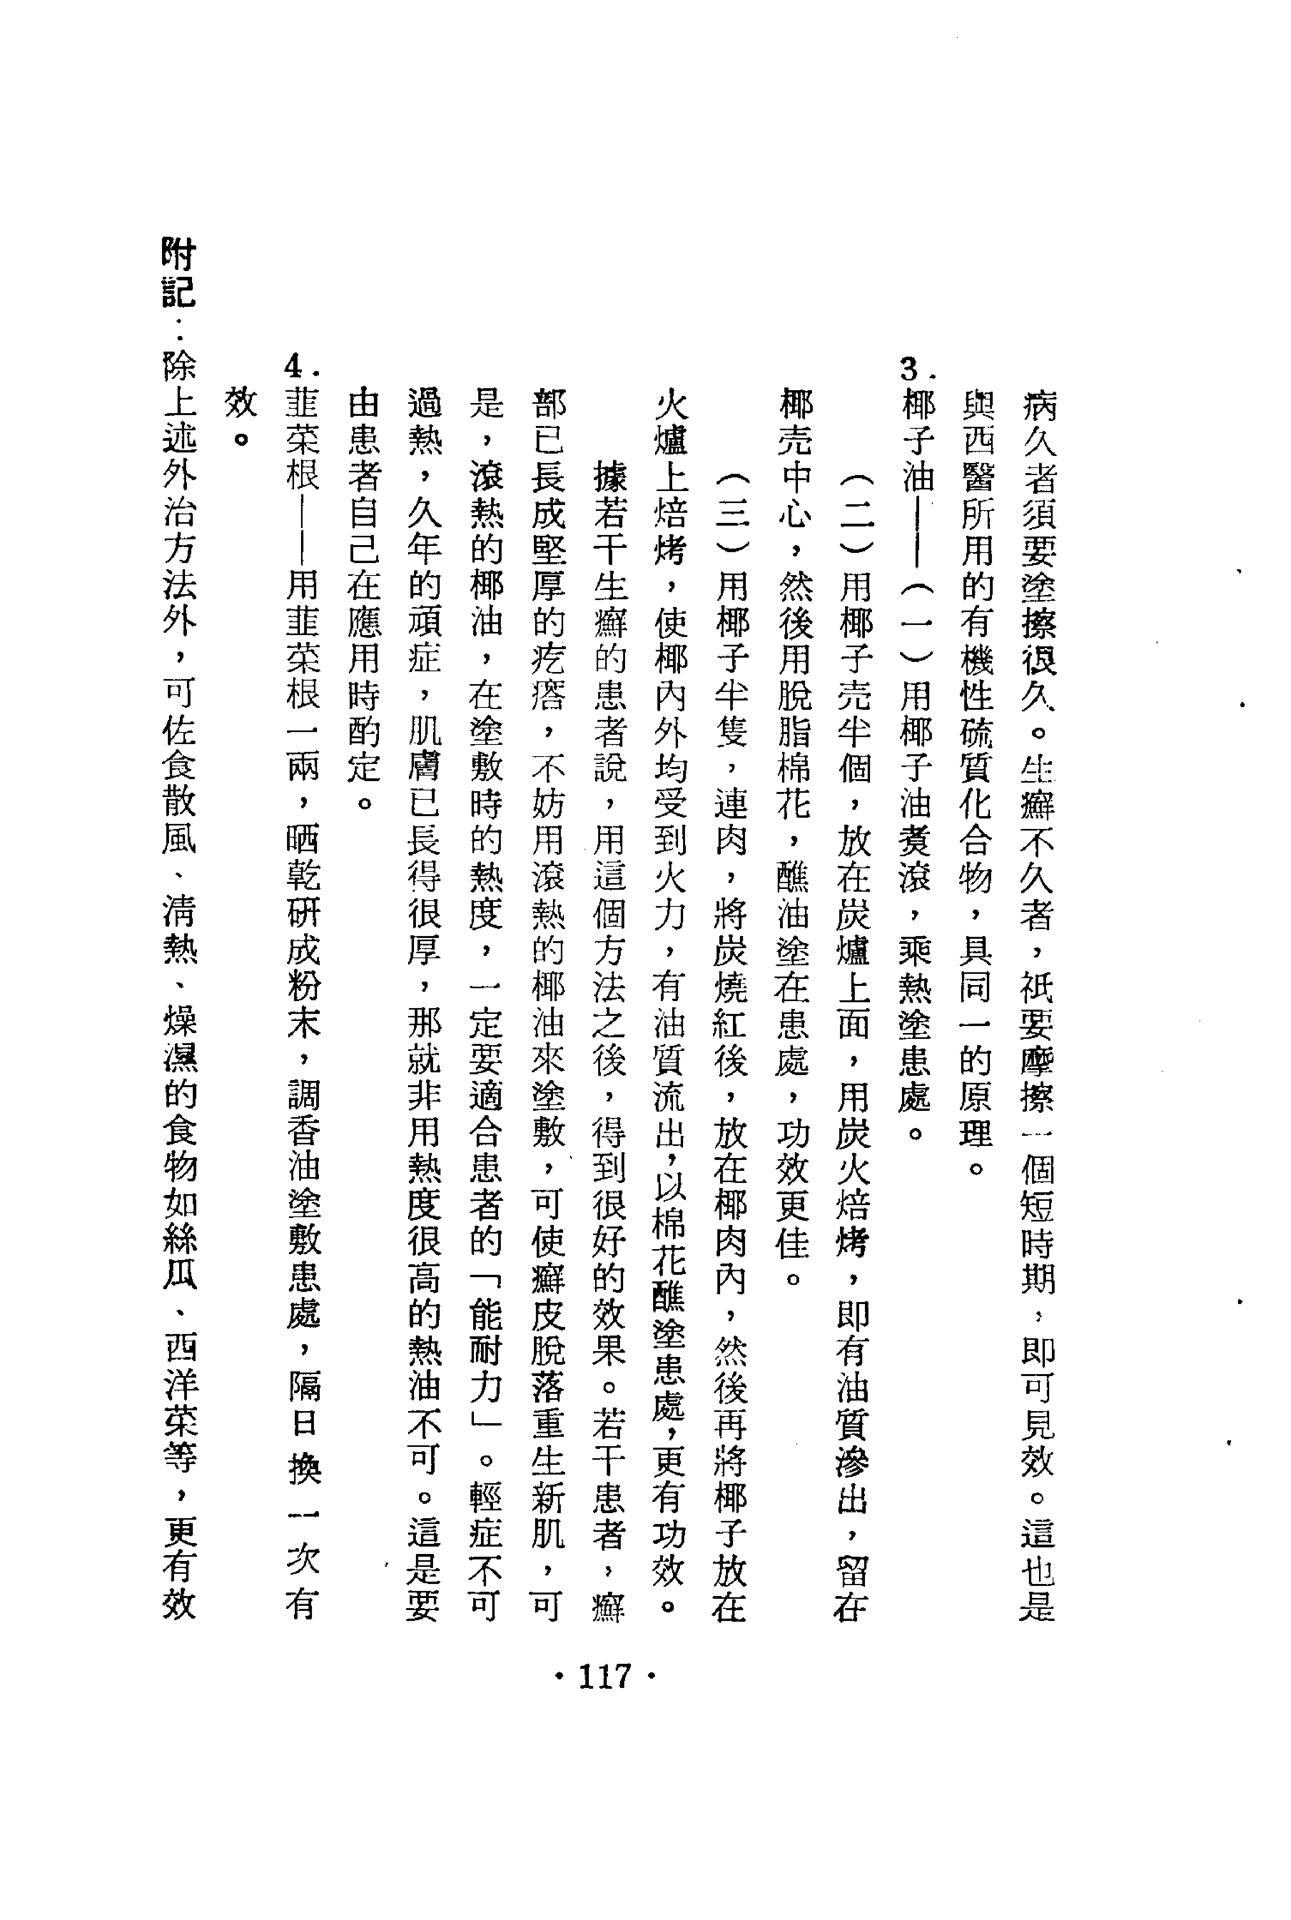 病久者須要塗擦很久。生癬不久者，祇要摩擦一個短時期，即可見效。這也是
與西醫所用的有機性硫質化合物，具同一的原理。
3.椰子油——（一）用椰子油煑滾，乘熱塗患處。
（二）用椰子壳半個，放在炭爐上面，用炭火焙烤，即有油質滲出，留在
椰壳中心，然後用脫脂棉花，醮油塗在患處，功效更佳。
（三）用椰子半隻，連肉，將炭燒紅後，放在椰肉內，然後再將椰子放在
火爐上焙烤，使椰內外均受到火力，有油質流出，以棉花醮塗患處，更有功效。
據若干生癬的患者說，用這個方法之後，得到很好的效果。若干患者，癬
部已長成堅厚的疙瘩，不妨用滾熱的椰油來塗敷，可使癬皮脫落重生新肌，可
是，滾熱的椰油，在塗敷時的熱度，一定要適合患者的「能耐力」。輕症不可
過熱，久年的頑症，肌膚已長得很厚，那就非用熱度很高的熱油不可。這是要
由患者自己在應用時酌定。
4.韮菜根——用韮菜根一兩，晒乾研成粉末，調香油塗敷患處，隔日換一次有
效。
附記：除上述外治方法外，可佐食散風、清熱、燥濕的食物如絲瓜、西洋菜等，更有效
·117·